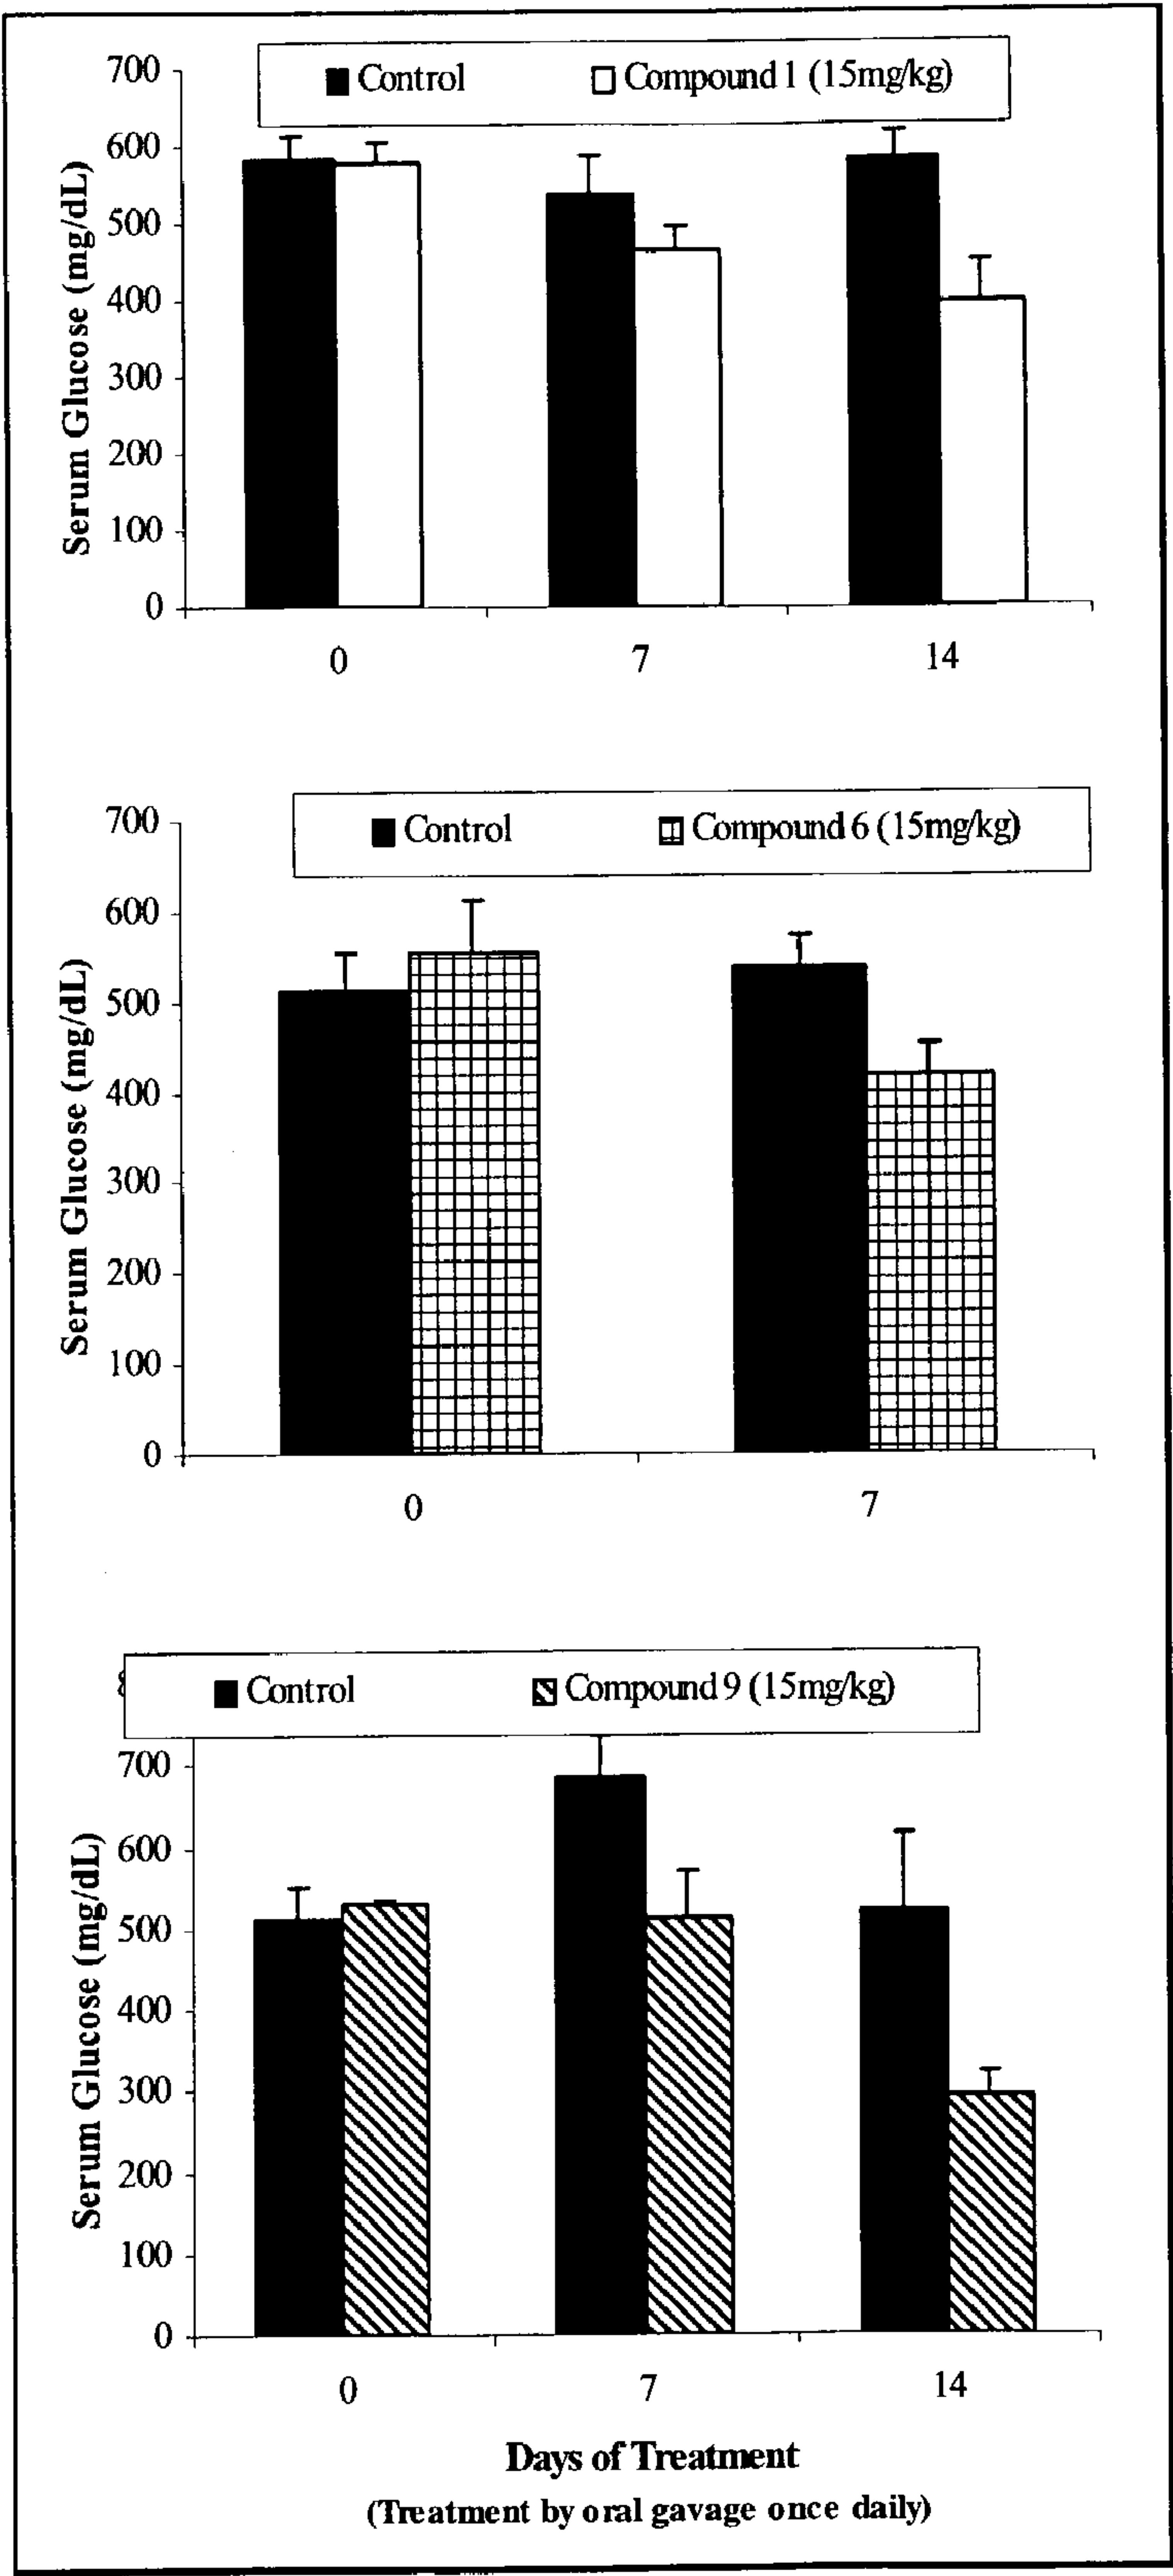 Control Compound 1 (15mg/kg)
Serum Glucose (mg/dL)
700
600
500
400
300
200
100
0
0 7 14
Control Compound 6 (15mg/kg)
Serum Glucose (mg/dL)
700
600
500
400
300
200
100
0
0 7
Control Compound 9 (15mg/kg)
Serum Glucose (mg/dL)
700
600
500
400
300
200
100
0
0 7 14
Days of Treatment
(Treatment by oral gavage once daily)